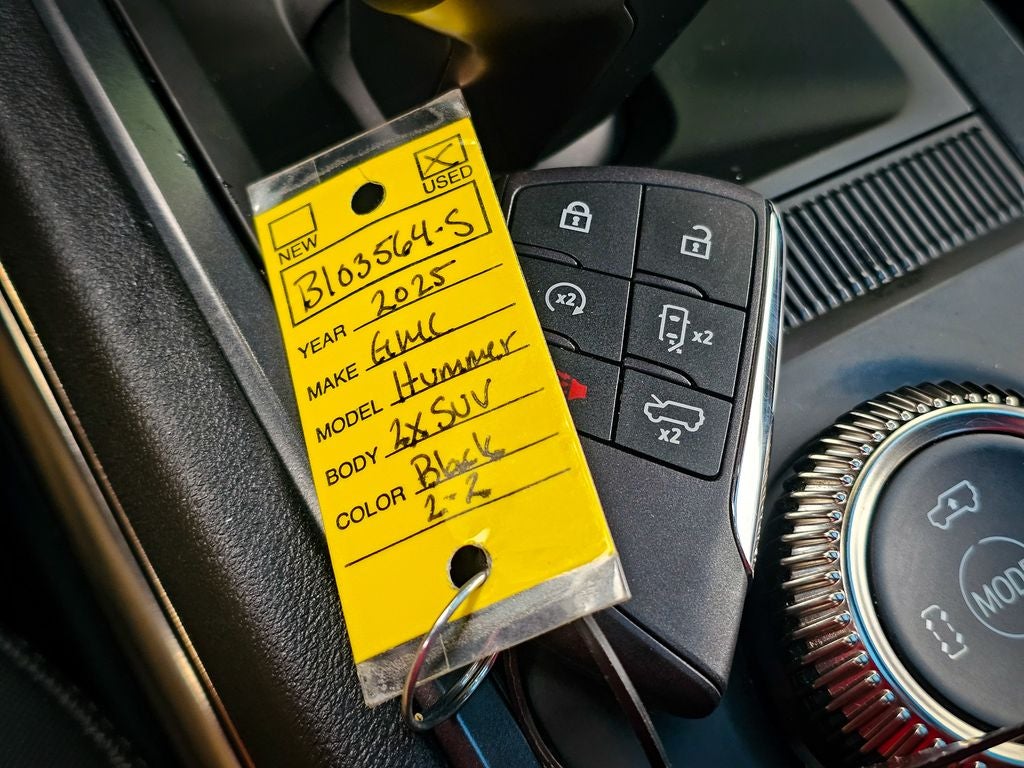 NEW
USED
B103564-S
YEAR 2025
MAKE GMC
MODEL Hummer
BODY 2X SUV
COLOR Black
2-2
x2
x2
x2
MODE